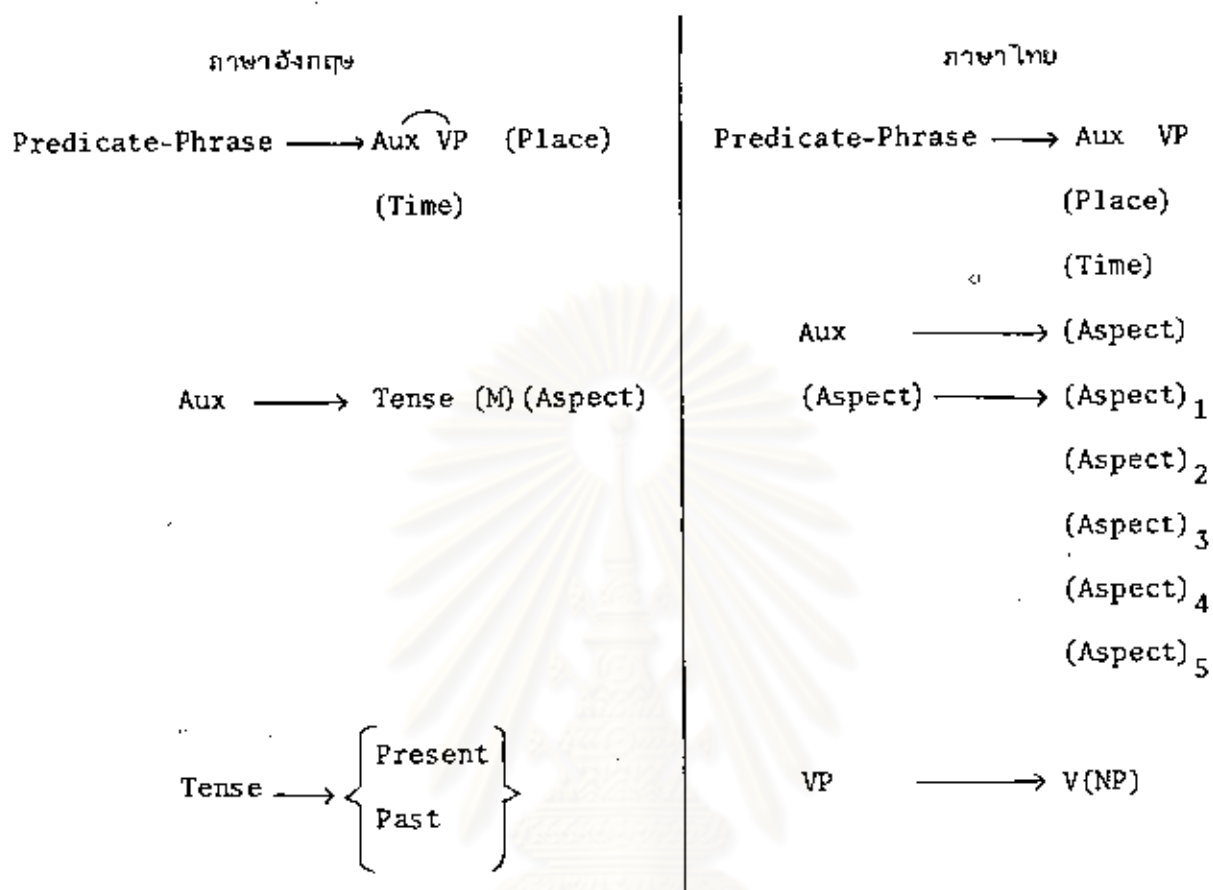 ภาษาอังกฤษ
Predicate-Phrase ⟶ Aux VP (Place)
(Time)
Aux ⟶ Tense (M)(Aspect)
Tense ⟶ { Present
Past }
ภาษาไทย
Predicate-Phrase ⟶ Aux VP
(Place)
(Time)
Aux ⟶ (Aspect)
(Aspect) ⟶ (Aspect)1
(Aspect)2
(Aspect)3
(Aspect)4
(Aspect)5
VP ⟶ V(NP)